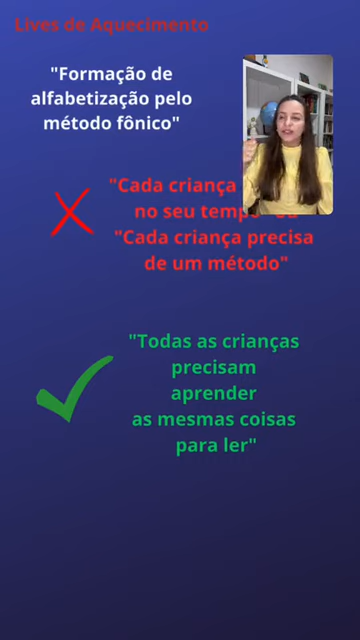 Lives de Aquecimento
"Formação de
alfabetização pelo
método fônico"
"Cada criança
no seu tempo" ou
"Cada criança precisa
de um método"
"Todas as crianças
precisam
aprender
as mesmas coisas
para ler"